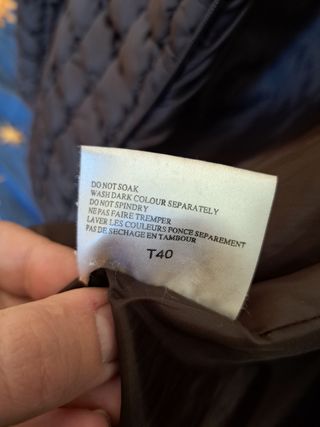 DO NOT SOAK
WASH DARK COLOUR SEPARATELY
DO NOT SPINDRY
NE PAS FAIRE TREMPER
LAVER LES COULEURS PONCE SEPAREMENT
PAS DE SECHAGE EN TAMBOUR
T40